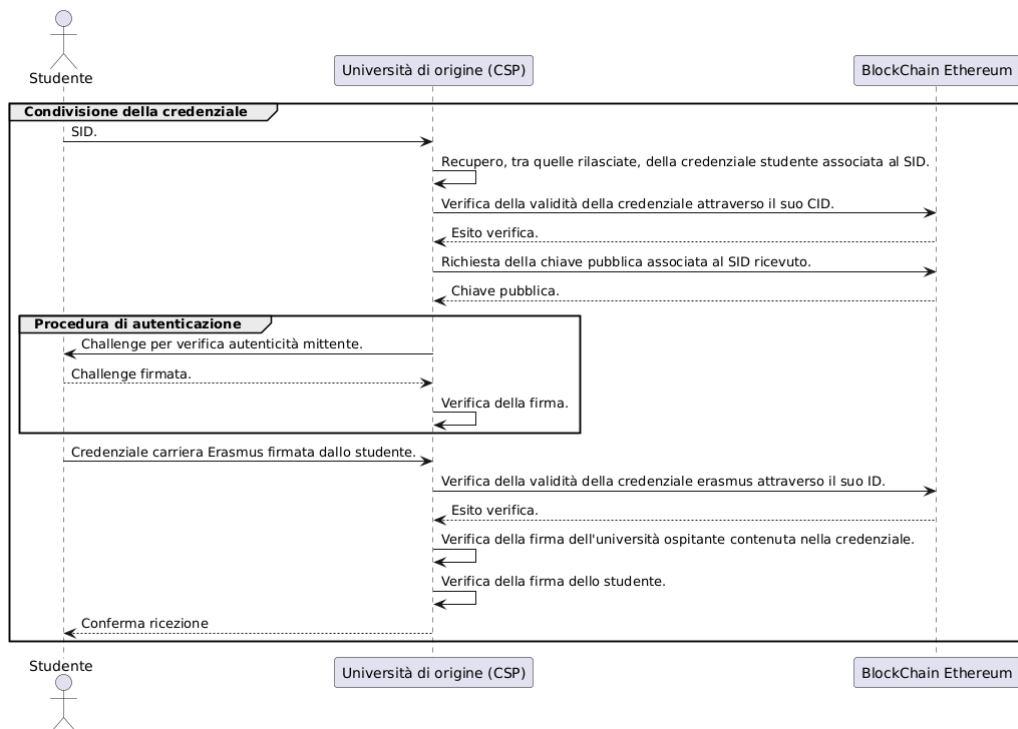 Studente
Università di origine (CSP)
BlockChain Ethereum
Condivisione della credenziale
SID.
Recupero, tra quelle rilasciate, della credenziale studente associata al SID.
Verifica della validità della credenziale attraverso il suo CID.
Esito verifica.
Richiesta della chiave pubblica associata al SID ricevuto.
Chiave pubblica.
Procedura di autenticazione
Challenge per verifica autenticità mittente.
Challenge firmata.
Verifica della firma.
Credenziale carriera Erasmus firmata dallo studente.
Verifica della validità della credenziale erasmus attraverso il suo ID.
Esito verifica.
Verifica della firma dell'università ospitante contenuta nella credenziale.
Verifica della firma dello studente.
Conferma ricezione
Studente
Università di origine (CSP)
BlockChain Ethereum